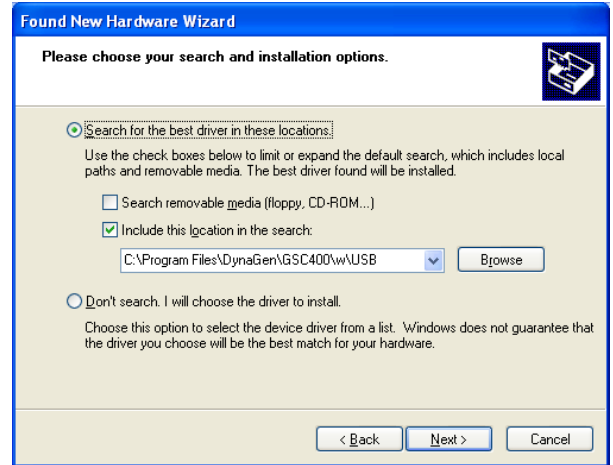 Found New Hardware Wizard
Please choose your search and installation options.
Search for the best driver in these locations.
Use the check boxes below to limit or expand the default search, which includes local
paths and removable media. The best driver found will be installed.
Search removable media (floppy, CD-ROM...)
Include this location in the search:
C:\Program Files\DynaGen\GSC400\w\USB
Browse
Don't search. I will choose the driver to install.
Choose this option to select the device driver from a list. Windows does not guarantee that
the driver you choose will be the best match for your hardware.
< Back Next > Cancel